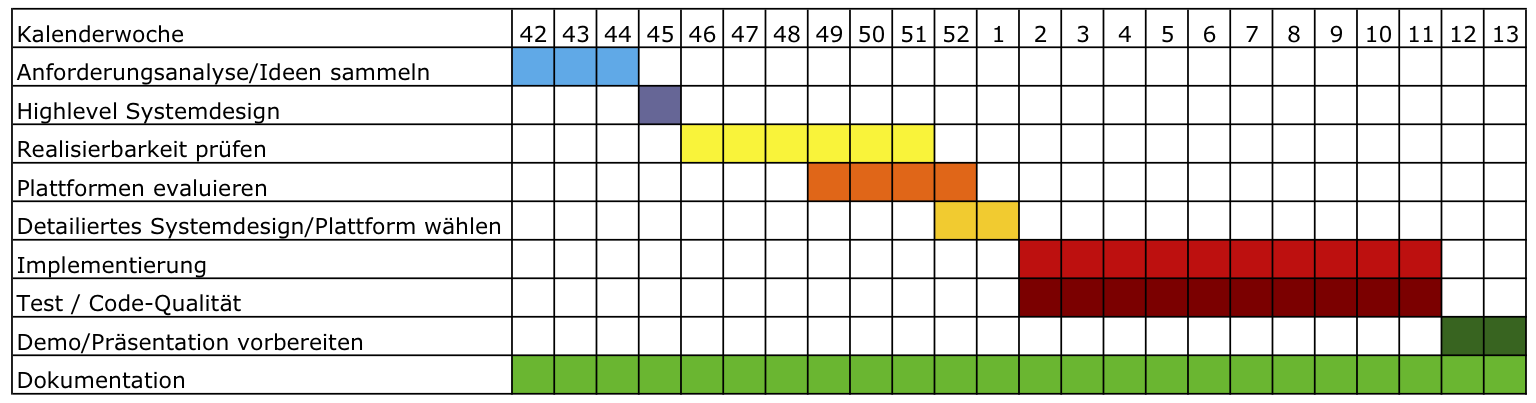 Kalenderwoche 42 43 44 45 46 47 48 49 50 51 52 1 2 3 4 5 6 7 8 9 10 11 12 13
Anforderungsanalyse/Ideen sammeln
Highlevel Systemdesign
Realisierbarkeit prüfen
Plattformen evaluieren
Detailiertes Systemdesign/Plattform wählen
Implementierung
Test / Code-Qualität
Demo/Präsentation vorbereiten
Dokumentation